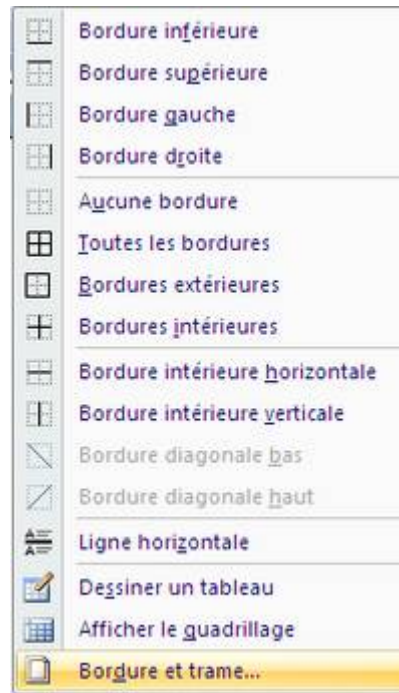 Bordure inférieure
Bordure supérieure
Bordure gauche
Bordure droite
Aucune bordure
Toutes les bordures
Bordures extérieures
Bordures intérieures
Bordure intérieure horizontale
Bordure intérieure verticale
Bordure diagonale bas
Bordure diagonale haut
Ligne horizontale
Dessiner un tableau
Afficher le quadrillage
Bordure et trame...